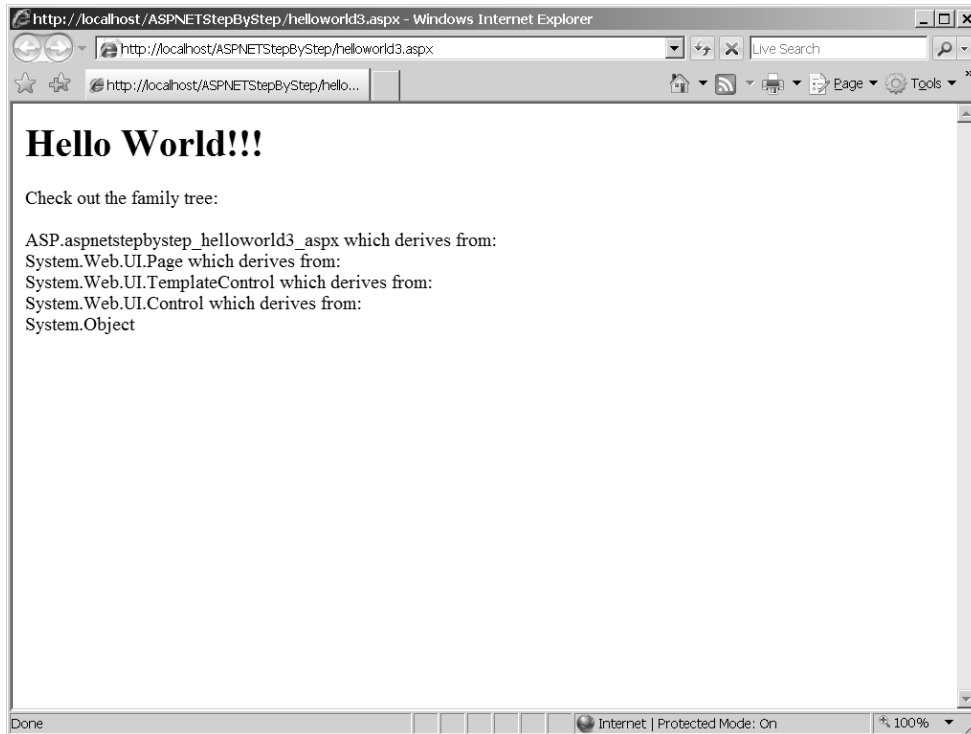 http://localhost/ASPNETStepByStep/helloworld3.aspx - Windows Internet Explorer
http://localhost/ASPNETStepByStep/helloworld3.aspx
Live Search
http://localhost/ASPNETStepByStep/hello...
Page
Tools
Hello World!!!
Check out the family tree:
ASP.aspnetstepbystep_helloworld3_aspx which derives from:
System.Web.UI.Page which derives from:
System.Web.UI.TemplateControl which derives from:
System.Web.UI.Control which derives from:
System.Object
Done
Internet | Protected Mode: On
100%